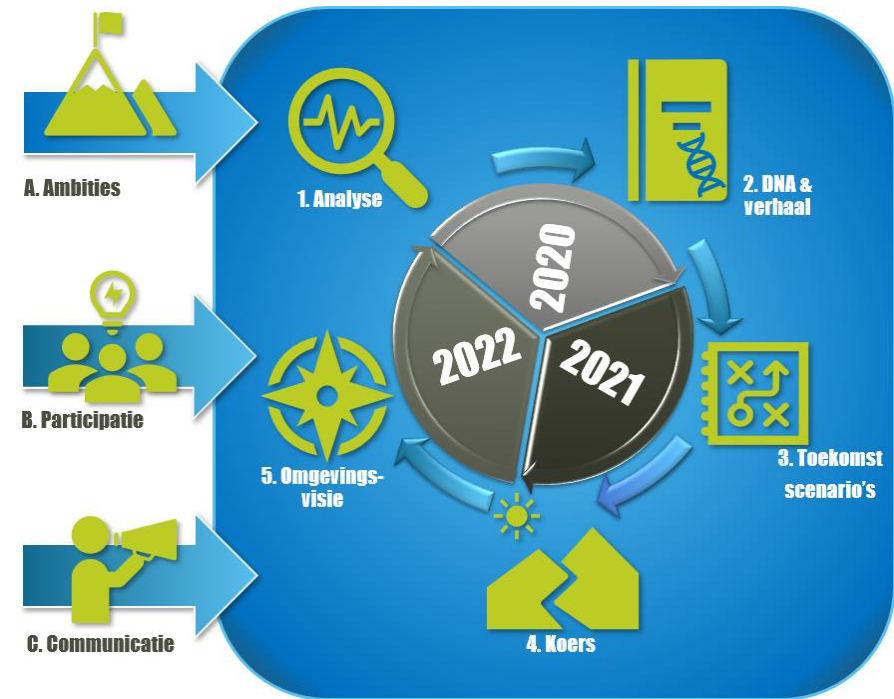 A. Ambities
B. Participatie
C. Communicatie
1. Analyse
2. DNA &
verhaal
3. Toekomst
scenario's
4. Koers
5. Omgevings-
visie
2020
2021
2022